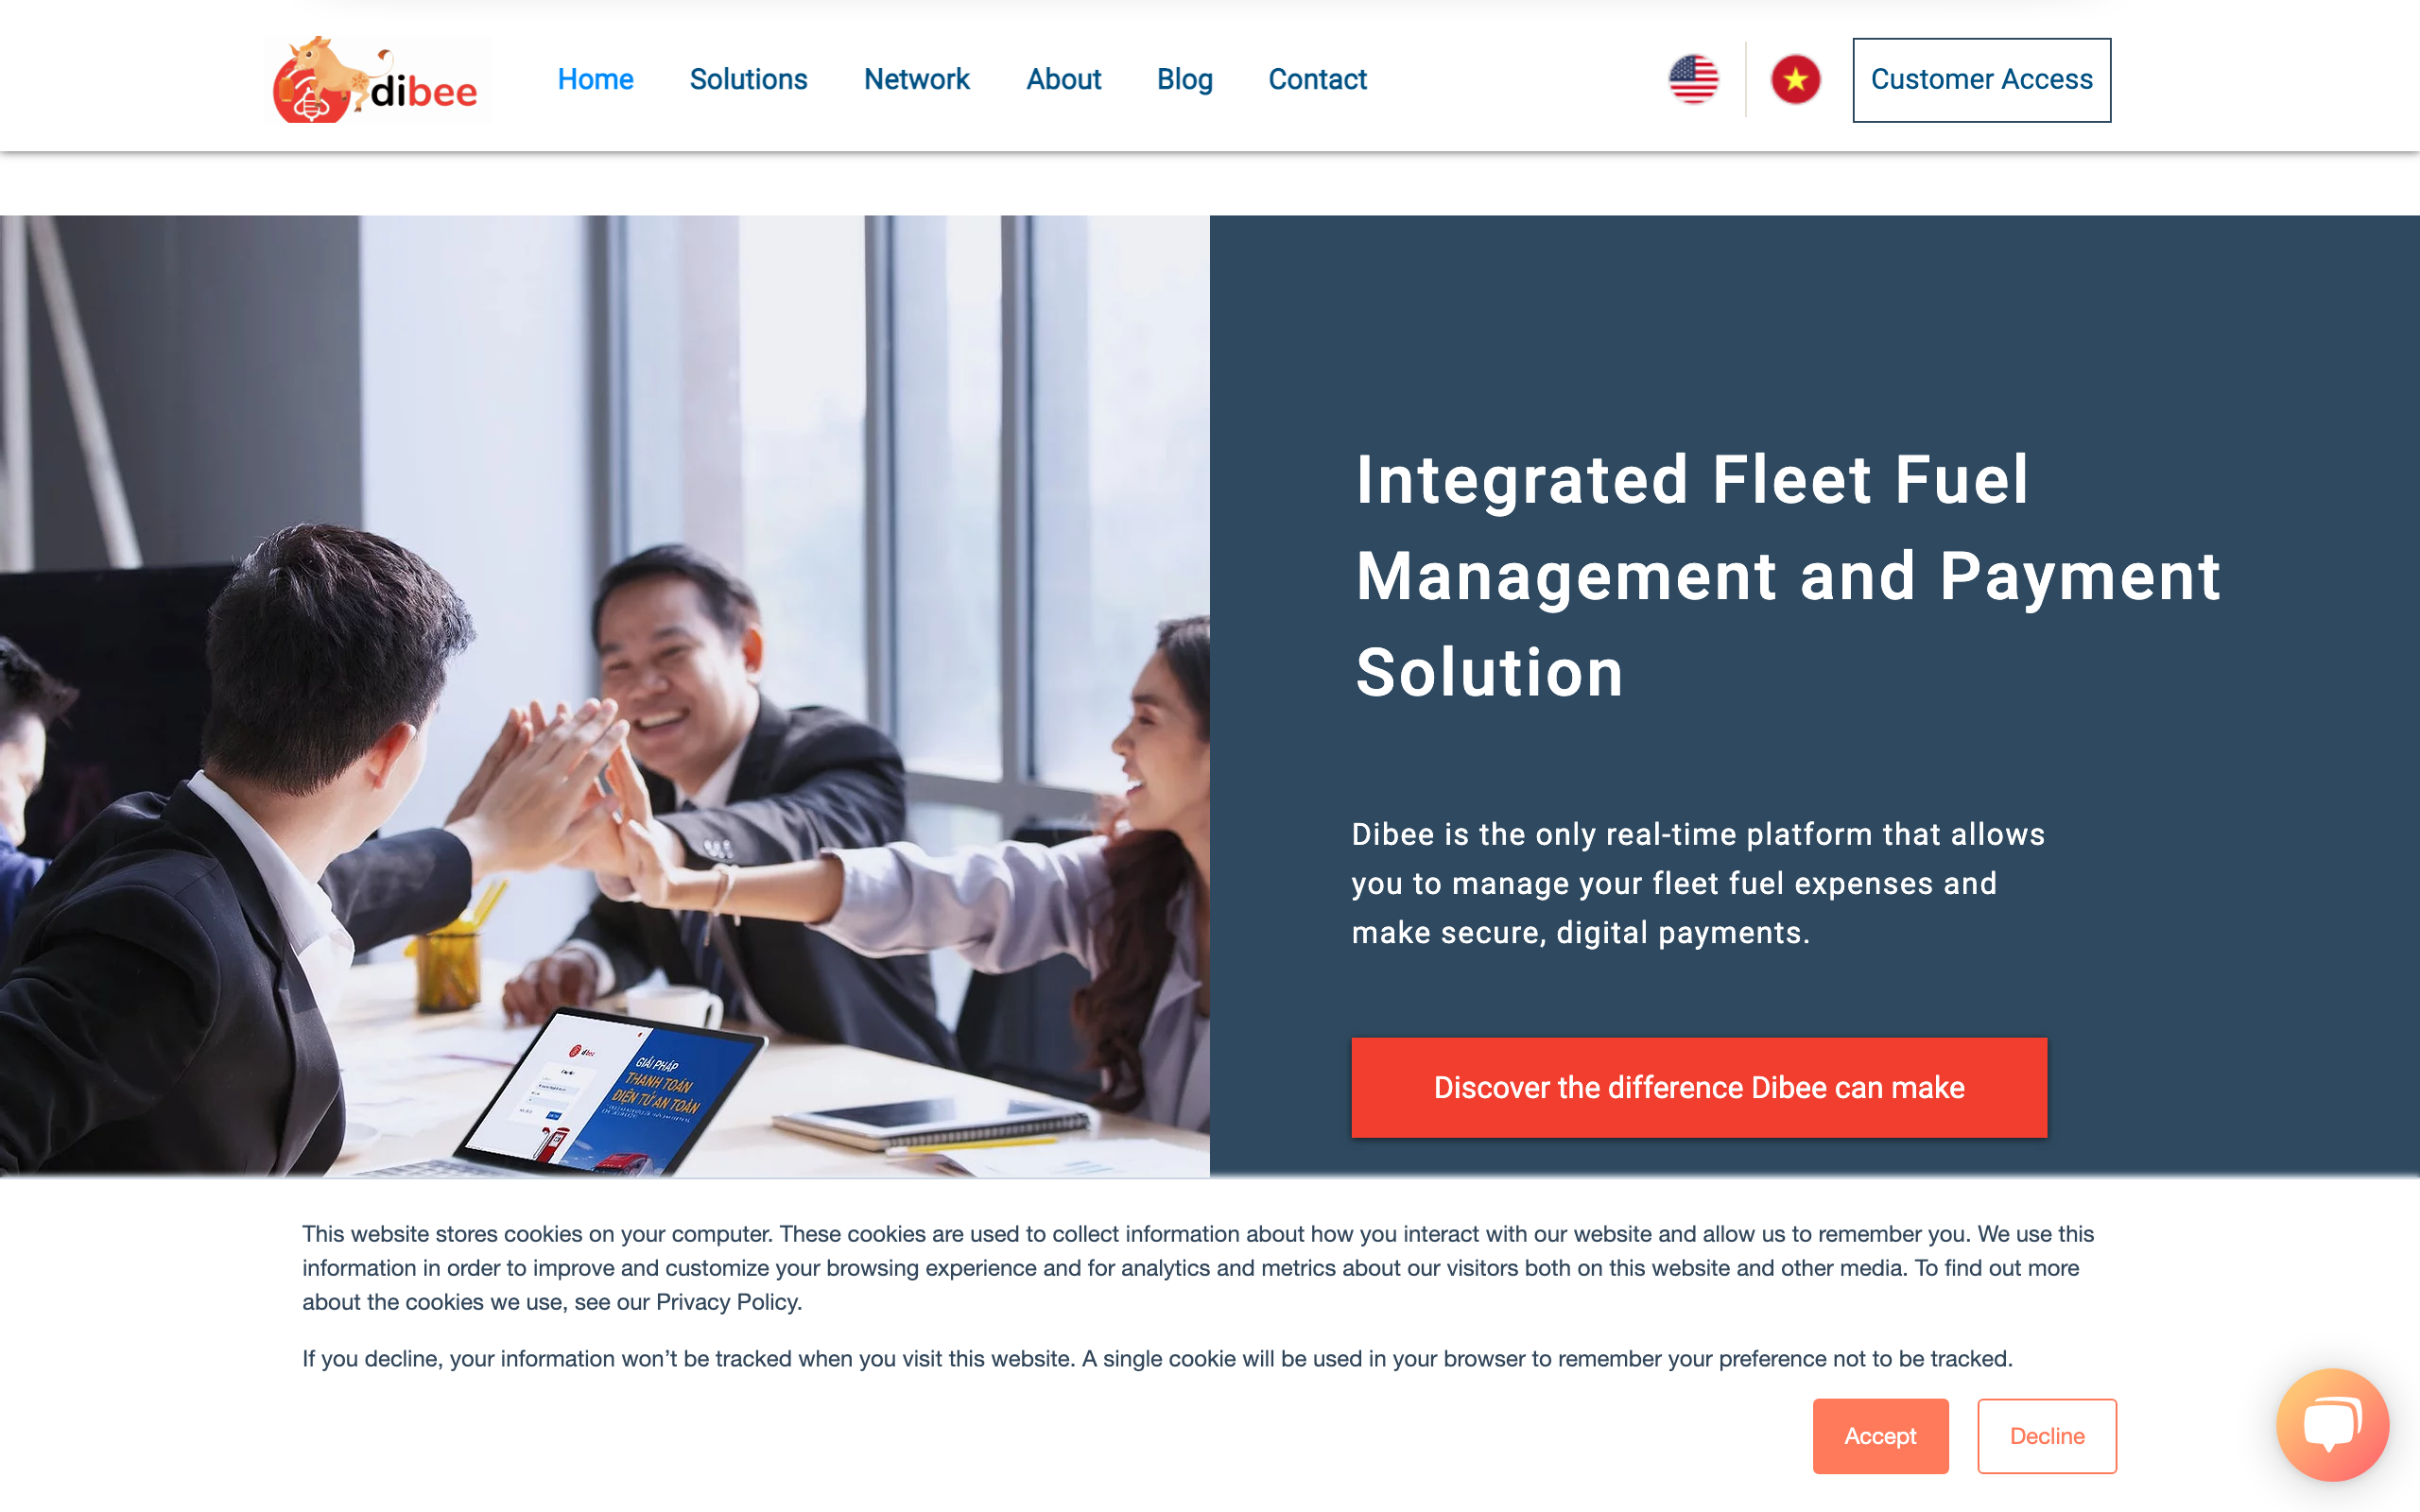 dibee
Home
Solutions
Network
About
Blog
Contact
Customer Access
Integrated Fleet Fuel
Management and Payment
Solution
Dibee is the only real-time platform that allows
you to manage your fleet fuel expenses and
make secure, digital payments.
Discover the difference Dibee can make
GIẢI PHÁP
THANH TOÁN
ĐIỆN TỬ AN TOÀN
This website stores cookies on your computer. These cookies are used to collect information about how you interact with our website and allow us to remember you. We use this
information in order to improve and customize your browsing experience and for analytics and metrics about our visitors both on this website and other media. To find out more
about the cookies we use, see our Privacy Policy.
If you decline, your information won’t be tracked when you visit this website. A single cookie will be used in your browser to remember your preference not to be tracked.
Accept
Decline